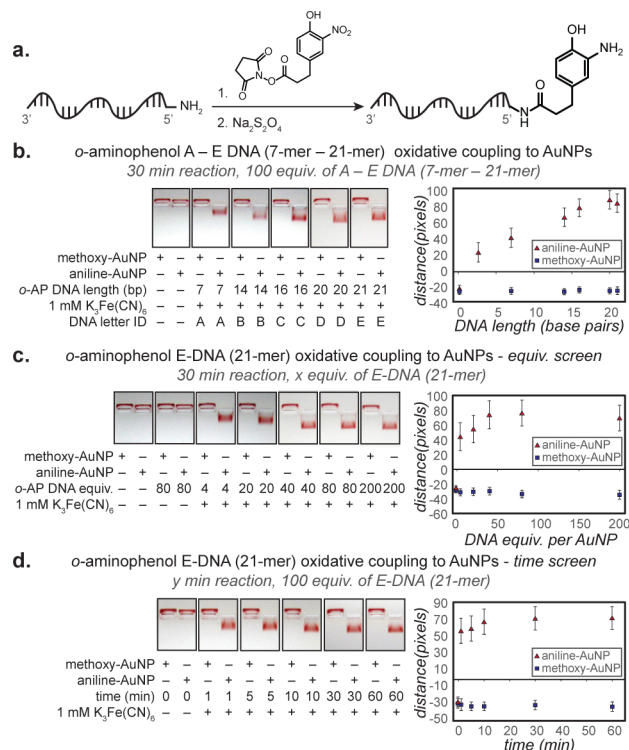 a.
OH
NO₂
O
N
O
O
O
1.
2. Na₂S₂O₄
3'
5'
NH₂
OH
NH₂
O
N
H
3'
5'
b.
o-aminophenol A – E DNA (7-mer – 21-mer) oxidative coupling to AuNPs
30 min reaction, 100 equiv. of A – E DNA (7-mer – 21-mer)
methoxy-AuNP + – + – + – + – + – + –
aniline-AuNP – + – + – + – + – + – +
o-AP DNA length (bp) – – 7 7 14 14 16 16 20 20 21 21
1 mM K₃Fe(CN)₆ – – + + + + + + + + + +
DNA letter ID – – A A B B C C D D E E
distance(pixels)
100
80
60
40
20
0
-20
-40
aniline-AuNP
methoxy-AuNP
0 5 10 15 20
DNA length (base pairs)
c.
o-aminophenol E-DNA (21-mer) oxidative coupling to AuNPs - equiv. screen
30 min reaction, x equiv. of E-DNA (21-mer)
methoxy-AuNP + – + – + – + – + – + – + –
aniline-AuNP – + – + – + – + – + – + – +
o-AP DNA equiv. – – 80 80 4 4 20 20 40 40 80 80 200 200
1 mM K₃Fe(CN)₆ – – – – + + + + + + + + + +
distance(pixels)
100
80
60
40
20
0
-20
-40
-60
aniline-AuNP
methoxy-AuNP
0 50 100 150 200
DNA equiv. per AuNP
d.
o-aminophenol E-DNA (21-mer) oxidative coupling to AuNPs - time screen
y min reaction, 100 equiv. of E-DNA (21-mer)
methoxy-AuNP + – + – + – + – + – + –
aniline-AuNP – + – + – + – + – + – +
time (min) 0 0 1 1 5 5 10 10 30 30 60 60
1 mM K₃Fe(CN)₆ – – + + + + + + + + + +
distance(pixels)
90
70
50
30
10
-10
-30
-50
aniline-AuNP
methoxy-AuNP
0 10 20 30 40 50 60
time (min)